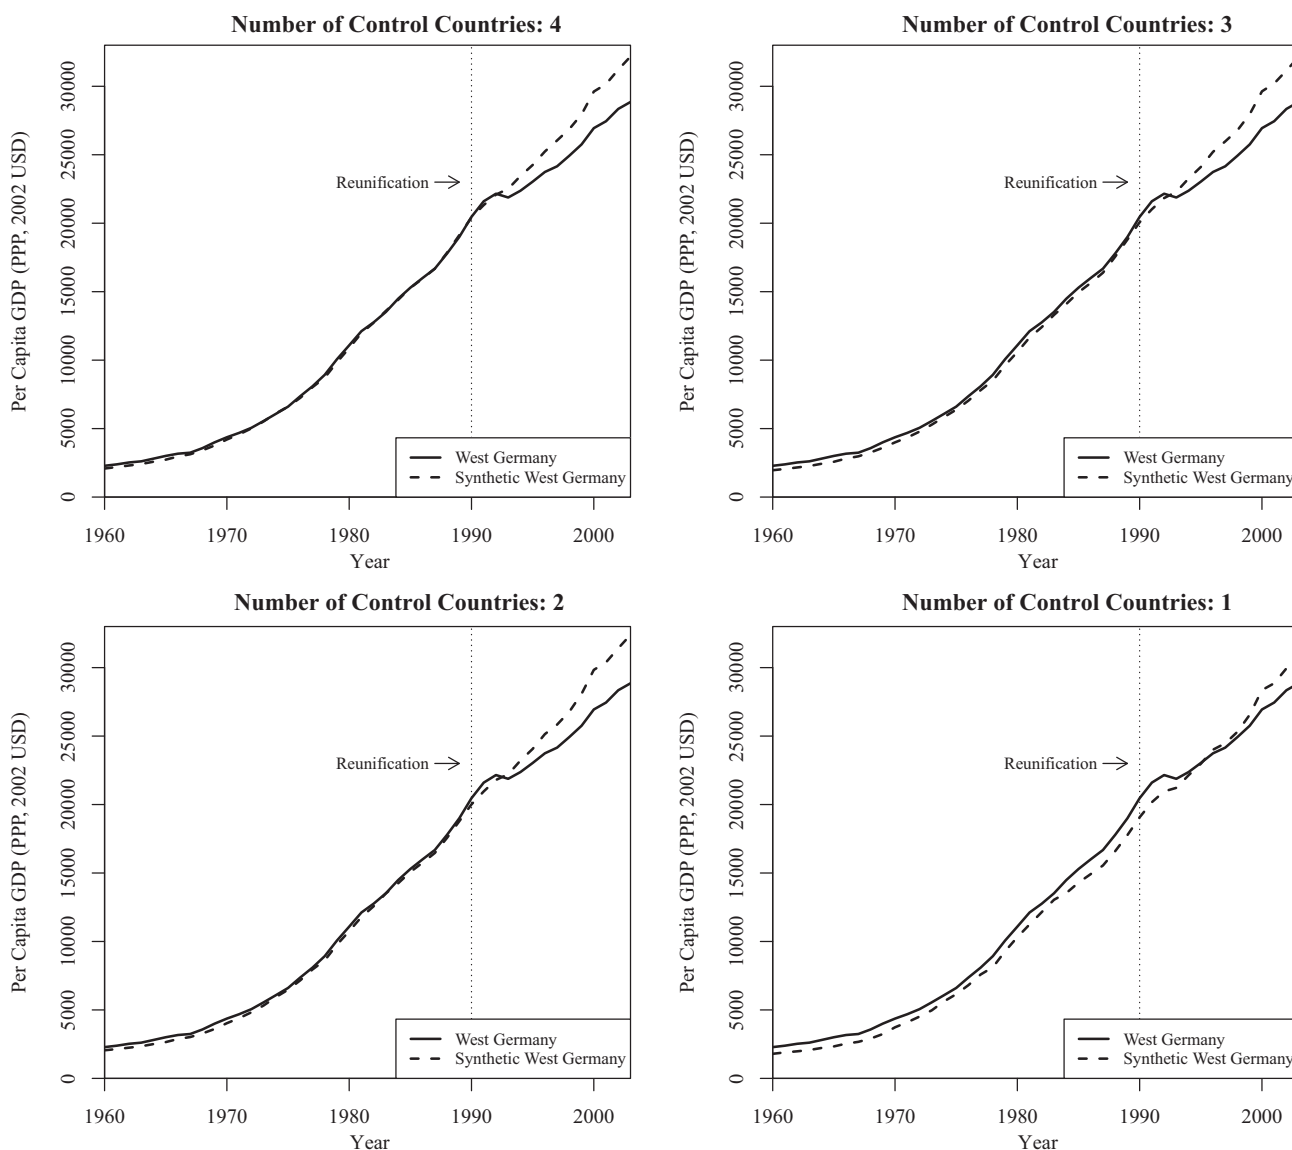 Number of Control Countries: 4
Per Capita GDP (PPP, 2002 USD)
30000
25000
20000
15000
10000
5000
0
Reunification
West Germany
Synthetic West Germany
1960 1970 1980 1990 2000
Year
Number of Control Countries: 3
Per Capita GDP (PPP, 2002 USD)
30000
25000
20000
15000
10000
5000
0
Reunification
West Germany
Synthetic West Germany
1960 1970 1980 1990 2000
Year
Number of Control Countries: 2
Per Capita GDP (PPP, 2002 USD)
30000
25000
20000
15000
10000
5000
0
Reunification
West Germany
Synthetic West Germany
1960 1970 1980 1990 2000
Year
Number of Control Countries: 1
Per Capita GDP (PPP, 2002 USD)
30000
25000
20000
15000
10000
5000
0
Reunification
West Germany
Synthetic West Germany
1960 1970 1980 1990 2000
Year